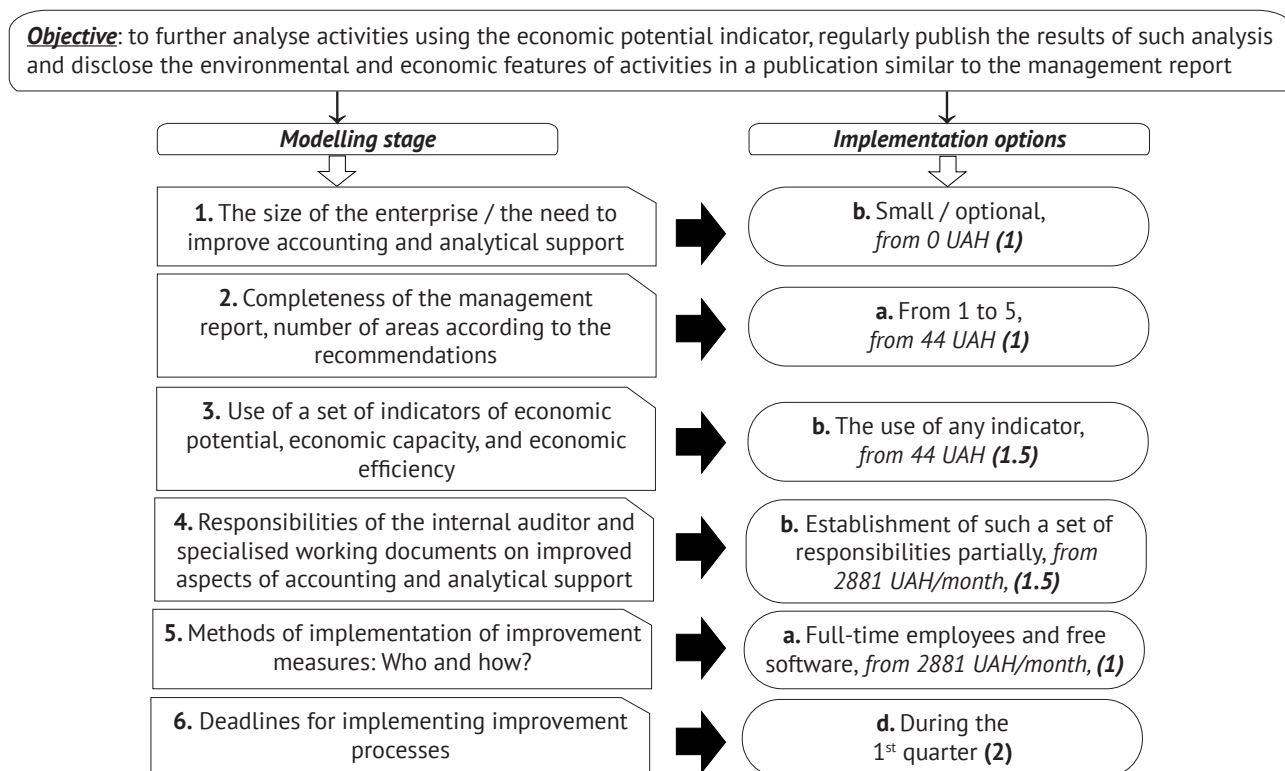 Objective: to further analyse activities using the economic potential indicator, regularly publish the results of such analysis
and disclose the environmental and economic features of activities in a publication similar to the management report
Modelling stage
Implementation options
1. The size of the enterprise / the need to
improve accounting and analytical support
b. Small / optional,
from 0 UAH (1)
2. Completeness of the management
report, number of areas according to the
recommendations
a. From 1 to 5,
from 44 UAH (1)
3. Use of a set of indicators of economic
potential, economic capacity, and economic
efficiency
b. The use of any indicator,
from 44 UAH (1.5)
4. Responsibilities of the internal auditor and
specialised working documents on improved
aspects of accounting and analytical support
b. Establishment of such a set of
responsibilities partially, from
2881 UAH/month, (1.5)
5. Methods of implementation of improvement
measures: Who and how?
a. Full-time employees and free
software, from 2881 UAH/month, (1)
6. Deadlines for implementing improvement
processes
d. During the
1st quarter (2)